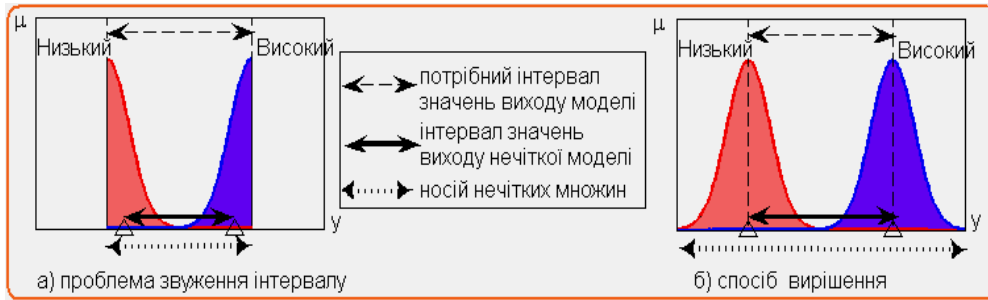 μ
Низький
Високий
y
а) проблема звуження інтервалу
потрібний інтервал
значень виходу моделі
інтервал значень
виходу нечіткої моделі
носій нечітких множин
μ
Низький
Високий
y
б) спосіб вирішення